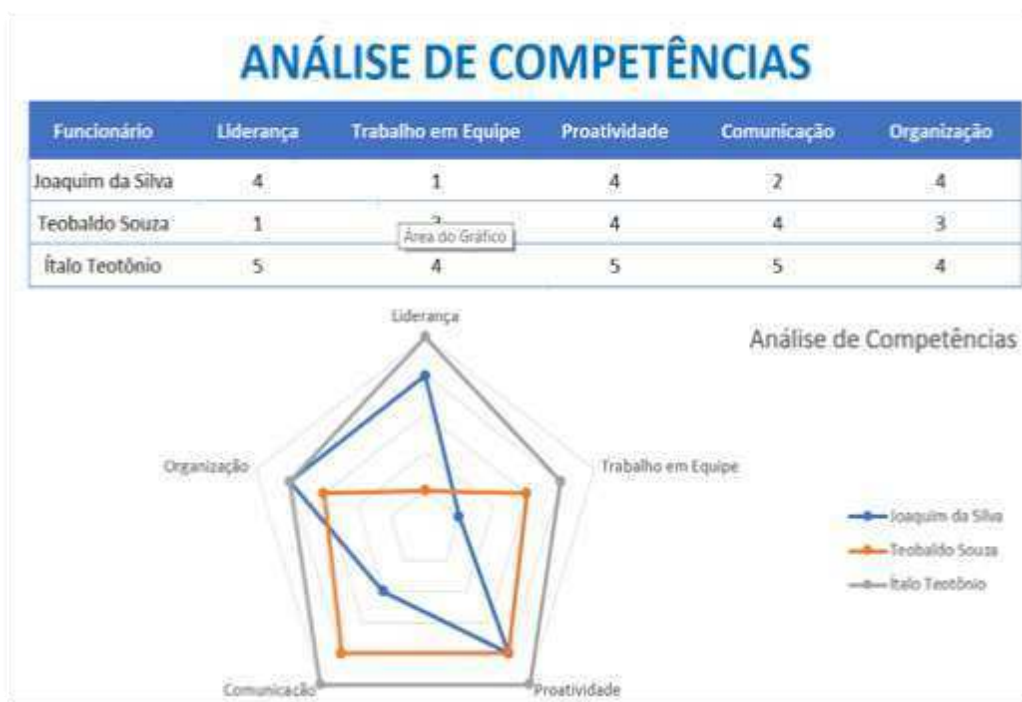 ANÁLISE DE COMPETÊNCIAS
Funcionário Liderança Trabalho em Equipe Proatividade Comunicação Organização
Joaquim da Silva 4 1 4 2 4
Teobaldo Souza 1 4 4 3
Área do Gráfico
Ítalo Teotônio 5 4 5 5 4
Liderança
Análise de Competências
Organização
Trabalho em Equipe
Joaquim da Silva
Teobaldo Souza
Ítalo Teotônio
Comunicação
Proatividade